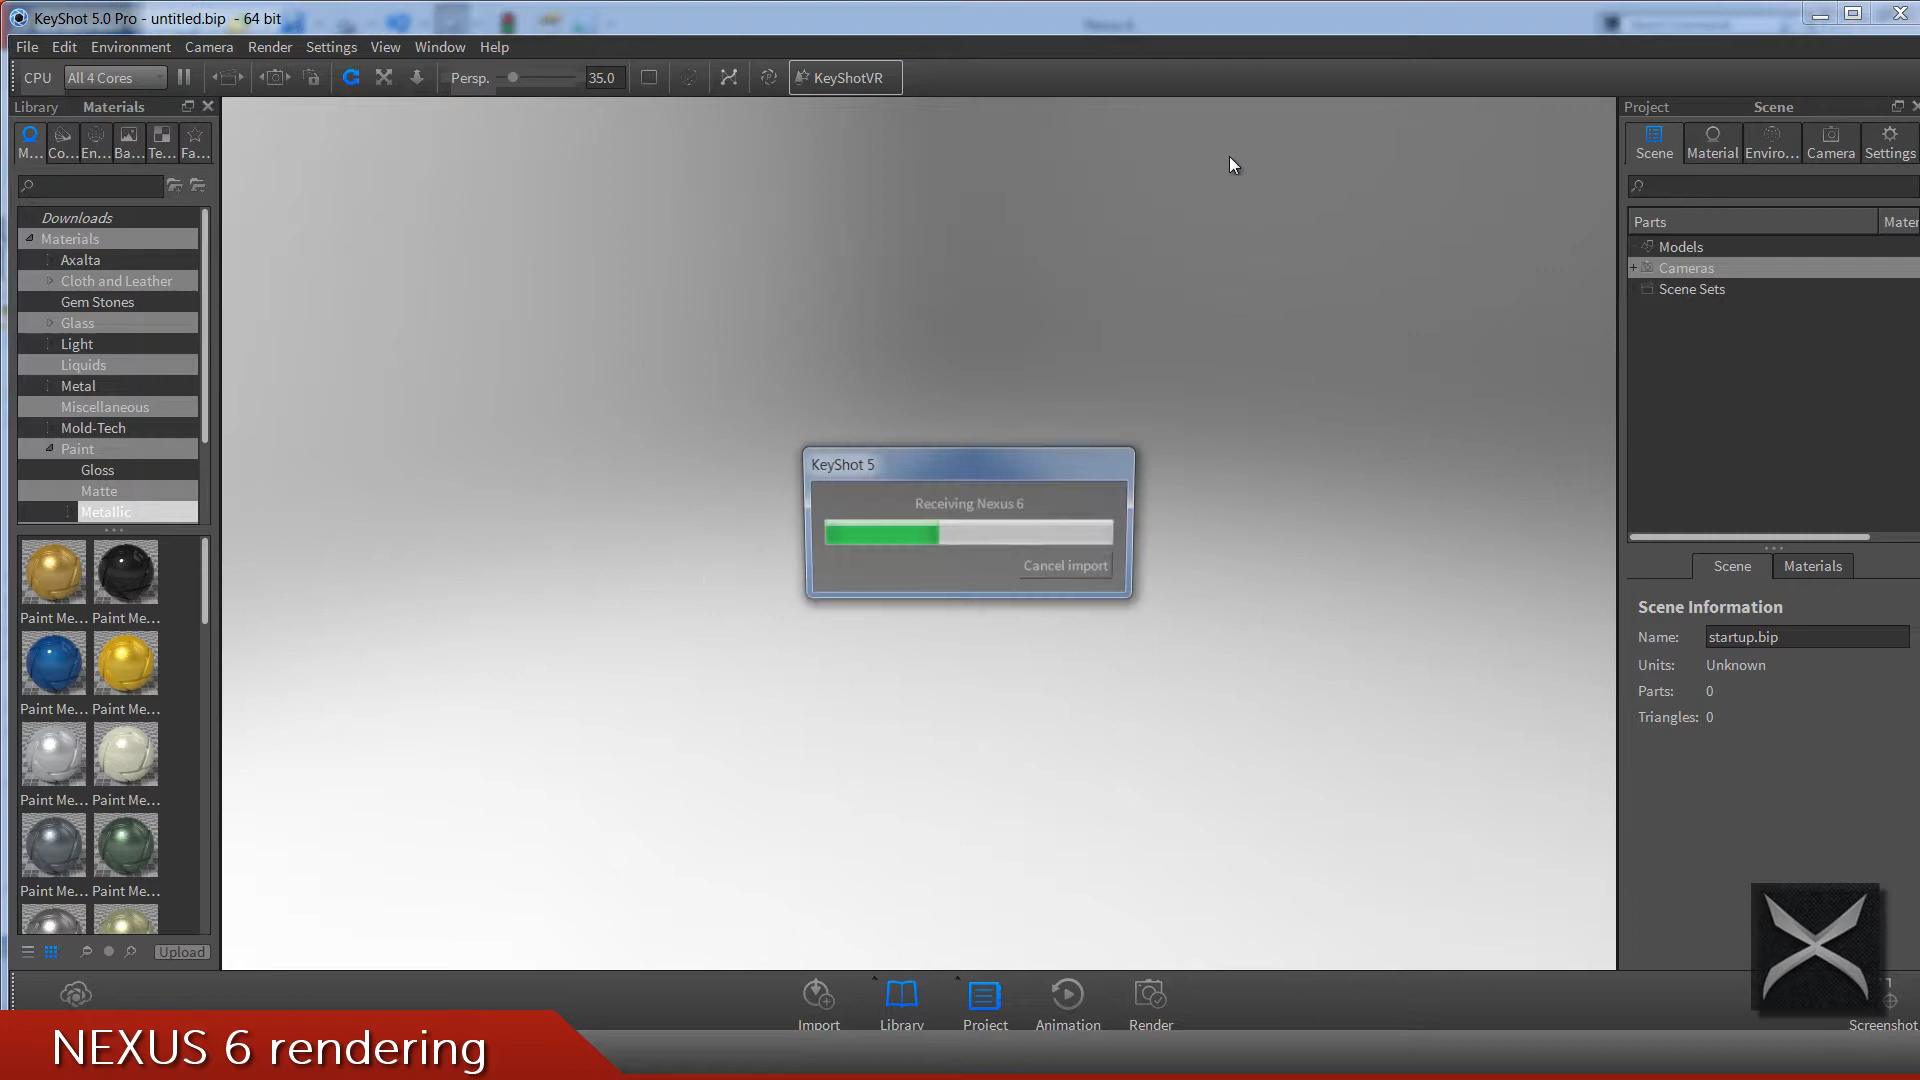 KeyShot 5.0 Pro - untitled.bip - 64 bit
File Edit Environment Camera Render Settings View Window Help
CPU All 4 Cores Persp. 35.0 KeyShotVR
Library Materials
M... Co... En... Ba... Te... Fa...
Downloads
Materials
Axalta
Cloth and Leather
Gem Stones
Glass
Light
Liquids
Metal
Miscellaneous
Mold-Tech
Paint
Gloss
Matte
Metallic
Paint Me... Paint Me...
Paint Me... Paint Me...
Paint Me... Paint Me...
Paint Me... Paint Me...
Upload
KeyShot 5
Receiving Nexus 6
Cancel import
Project Scene
Scene Material Enviro... Camera Settings
Parts Mater
Models
Cameras
Scene Sets
Scene Materials
Scene Information
Name: startup.bip
Units: Unknown
Parts: 0
Triangles: 0
Import Library Project Animation Render Screenshot
NEXUS 6 rendering